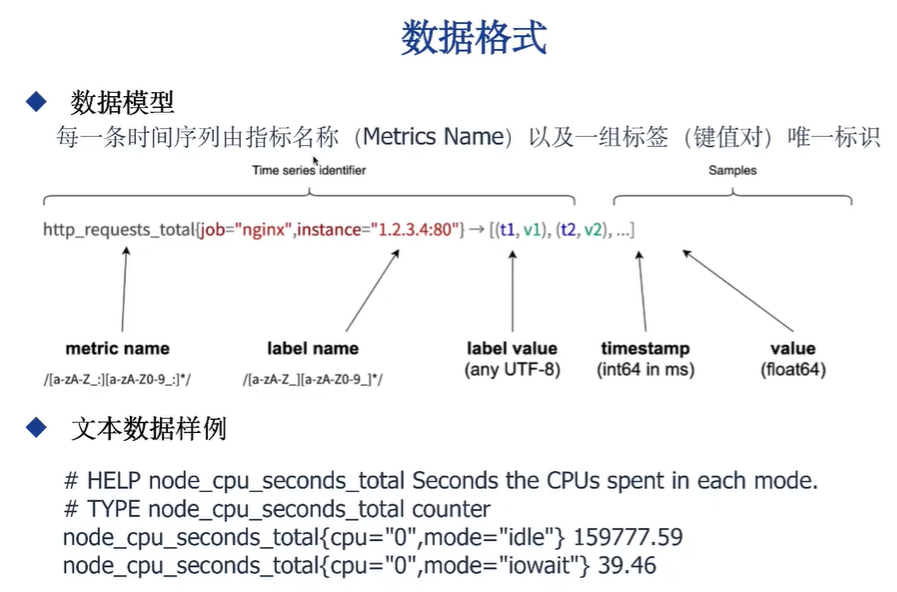 数据格式
数据模型
每一条时间序列由指标名称（Metrics Name）以及一组标签（键值对）唯一标识
Time series identifier
Samples
http_requests_total{job="nginx",instance="1.2.3.4:80"}→[(t1, v1), (t2, v2), ...]
metric name
label name
label value
timestamp
value
/[a-zA-Z_:][a-zA-Z0-9_:]*/
/[a-zA-Z_][a-zA-Z0-9_]*/
(any UTF-8)
(int64 in ms)
(float64)
文本数据样例
# HELP node_cpu_seconds_total Seconds the CPUs spent in each mode.
# TYPE node_cpu_seconds_total counter
node_cpu_seconds_total{cpu="0",mode="idle"} 159777.59
node_cpu_seconds_total{cpu="0",mode="iowait"} 39.46